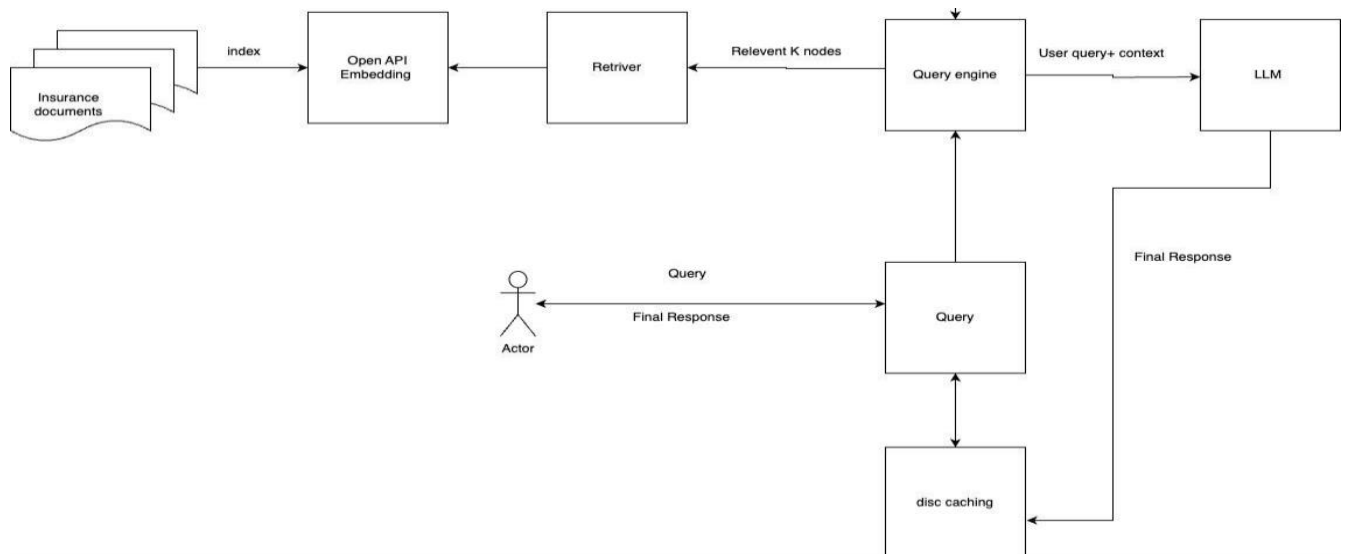 index
Open API
Embedding
Retriver
Relevent K nodes
Query engine
User query+ context
LLM
Insurance
documents
Query
Final Response
Actor
Query
Final Response
disc caching